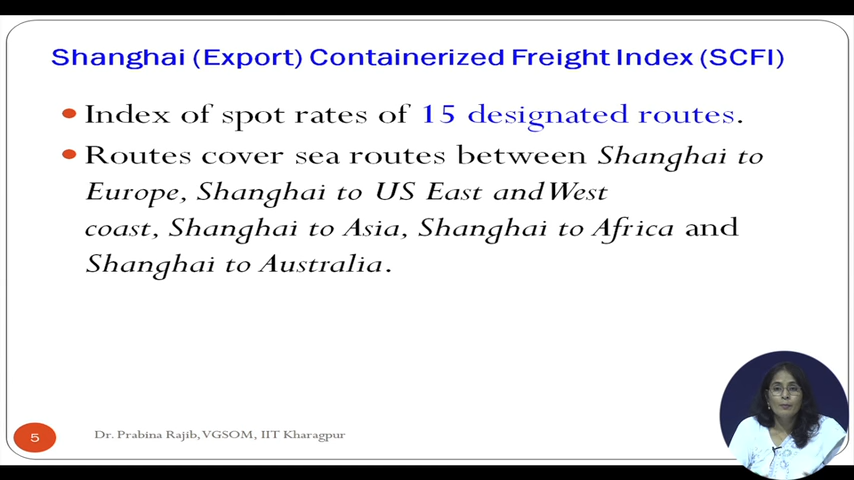 Shanghai (Export) Containerized Freight Index (SCFI)
• Index of spot rates of 15 designated routes.
• Routes cover sea routes between Shanghai to
Europe, Shanghai to US East and West
coast, Shanghai to Asia, Shanghai to Africa and
Shanghai to Australia.
5
Dr. Prabina Rajib, VGSOM, IIT Kharagpur